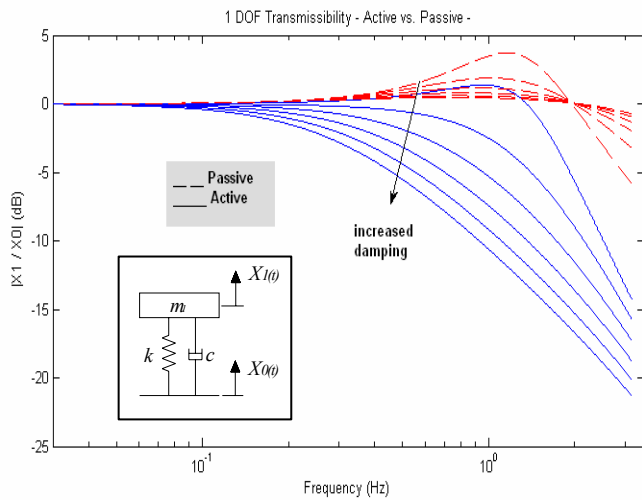 1 DOF Transmissibility - Active vs. Passive -
5
0
-5
-10
-15
-20
-25
|X1 / X0| (dB)
Passive
Active
increased
damping
X1(t)
m1
k
c
X0(t)
10-1
100
Frequency (Hz)